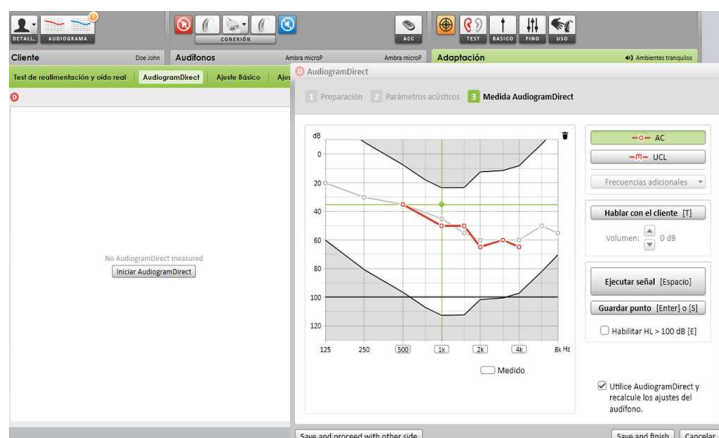 DETALL.
AUDIOGRAMA
CONEXIÓN
ACC
TEST
BASICO
FINO
USO
Cliente
Doe John
Audífonos
Ambra microP
Ambra microP
Adaptación
Ambientes tranquilos
Test de realimentación y oído real
AudiogramDirect
Ajuste Básico
D
No AudiogramDirect measured
Iniciar AudiogramDirect
D AudiogramDirect
1 Preparación
2 Parámetros acústicos
3 Medida AudiogramDirect
dB
0
20
40
60
80
100
120
125
250
500
1k
2k
4k
8k Hz
Medido
AC
UCL
Frecuencias adicionales
Hablar con el cliente [T]
Volumen:
0 dB
Ejecutar señal [Espacio]
Guardar punto [Enter] o [S]
Habilitar HL > 100 dB [E]
Utilice AudiogramDirect y
recalcule los ajustes del
audífono.
Save and proceed with other side
Save and finish
Cancelar